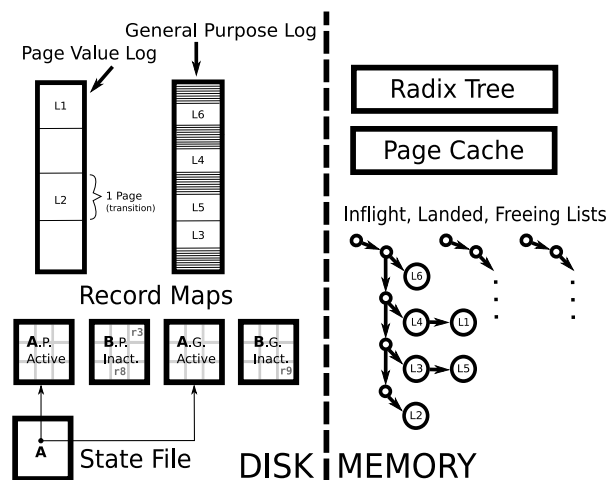 General Purpose Log
Page Value Log
L1
L2
1 Page
(transition)
L6
L4
L5
L3
Radix Tree
Page Cache
Inflight, Landed, Freeing Lists
L6
L4
L1
L3
L5
L2
Record Maps
A.P.
Active
B.P.
Inact.
r3
r8
A.G.
Active
B.G.
Inact.
r9
A
State File
DISK
MEMORY